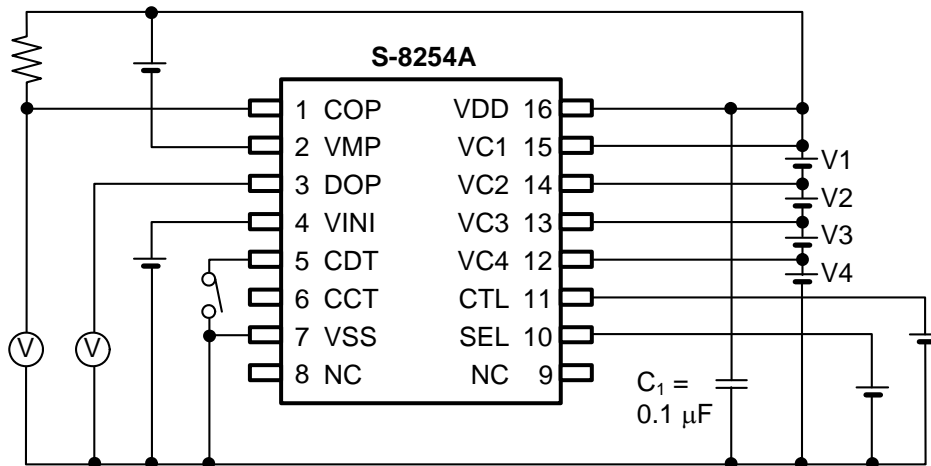 S-8254A
1 COP VDD 16
2 VMP VC1 15
3 DOP VC2 14
4 VINI VC3 13
5 CDT VC4 12
6 CCT CTL 11
7 VSS SEL 10
8 NC NC 9
V1
V2
V3
V4
V
V
C₁ =
0.1 μF